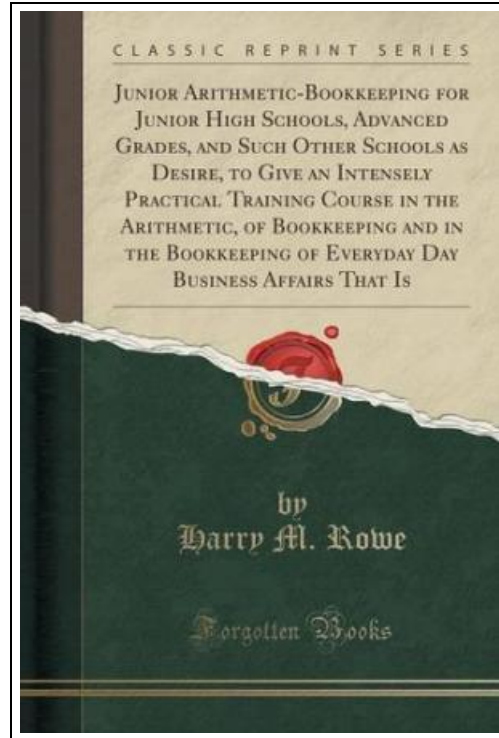 CLASSIC REPRINT SERIES
JUNIOR ARITHMETIC-BOOKKEEPING FOR
JUNIOR HIGH SCHOOLS, ADVANCED
GRADES, AND SUCH OTHER SCHOOLS AS
DESIRE, TO GIVE AN INTENSELY
PRACTICAL TRAINING COURSE IN THE
ARITHMETIC, OF BOOKKEEPING AND IN
THE BOOKKEEPING OF EVERYDAY DAY
BUSINESS AFFAIRS THAT IS
by
Harry M. Rowe
Forgotten Books